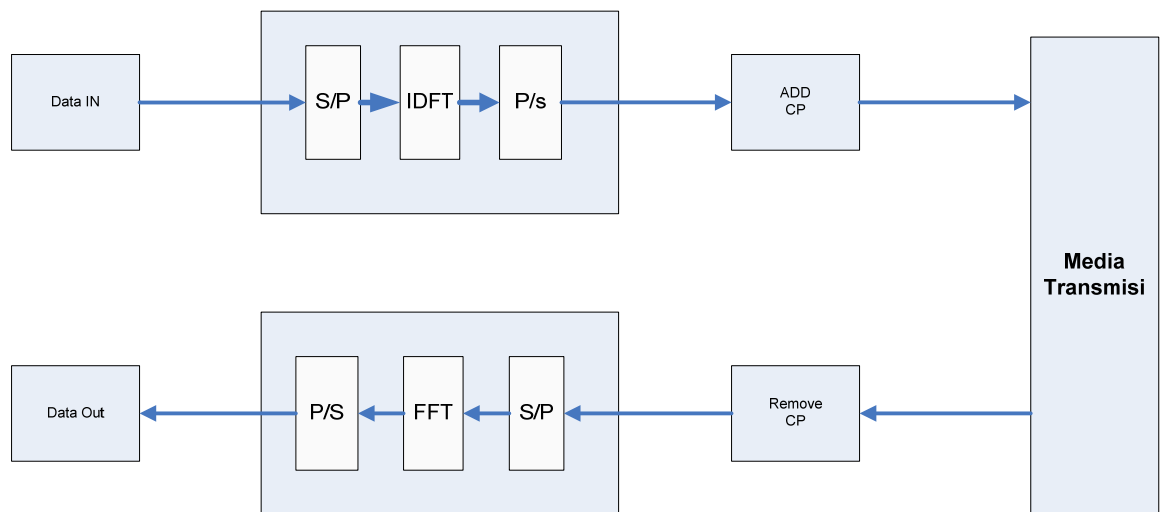 Data IN
S/P
IDFT
P/s
ADD
CP
Media
Transmisi
Data Out
P/S
FFT
S/P
Remove
CP